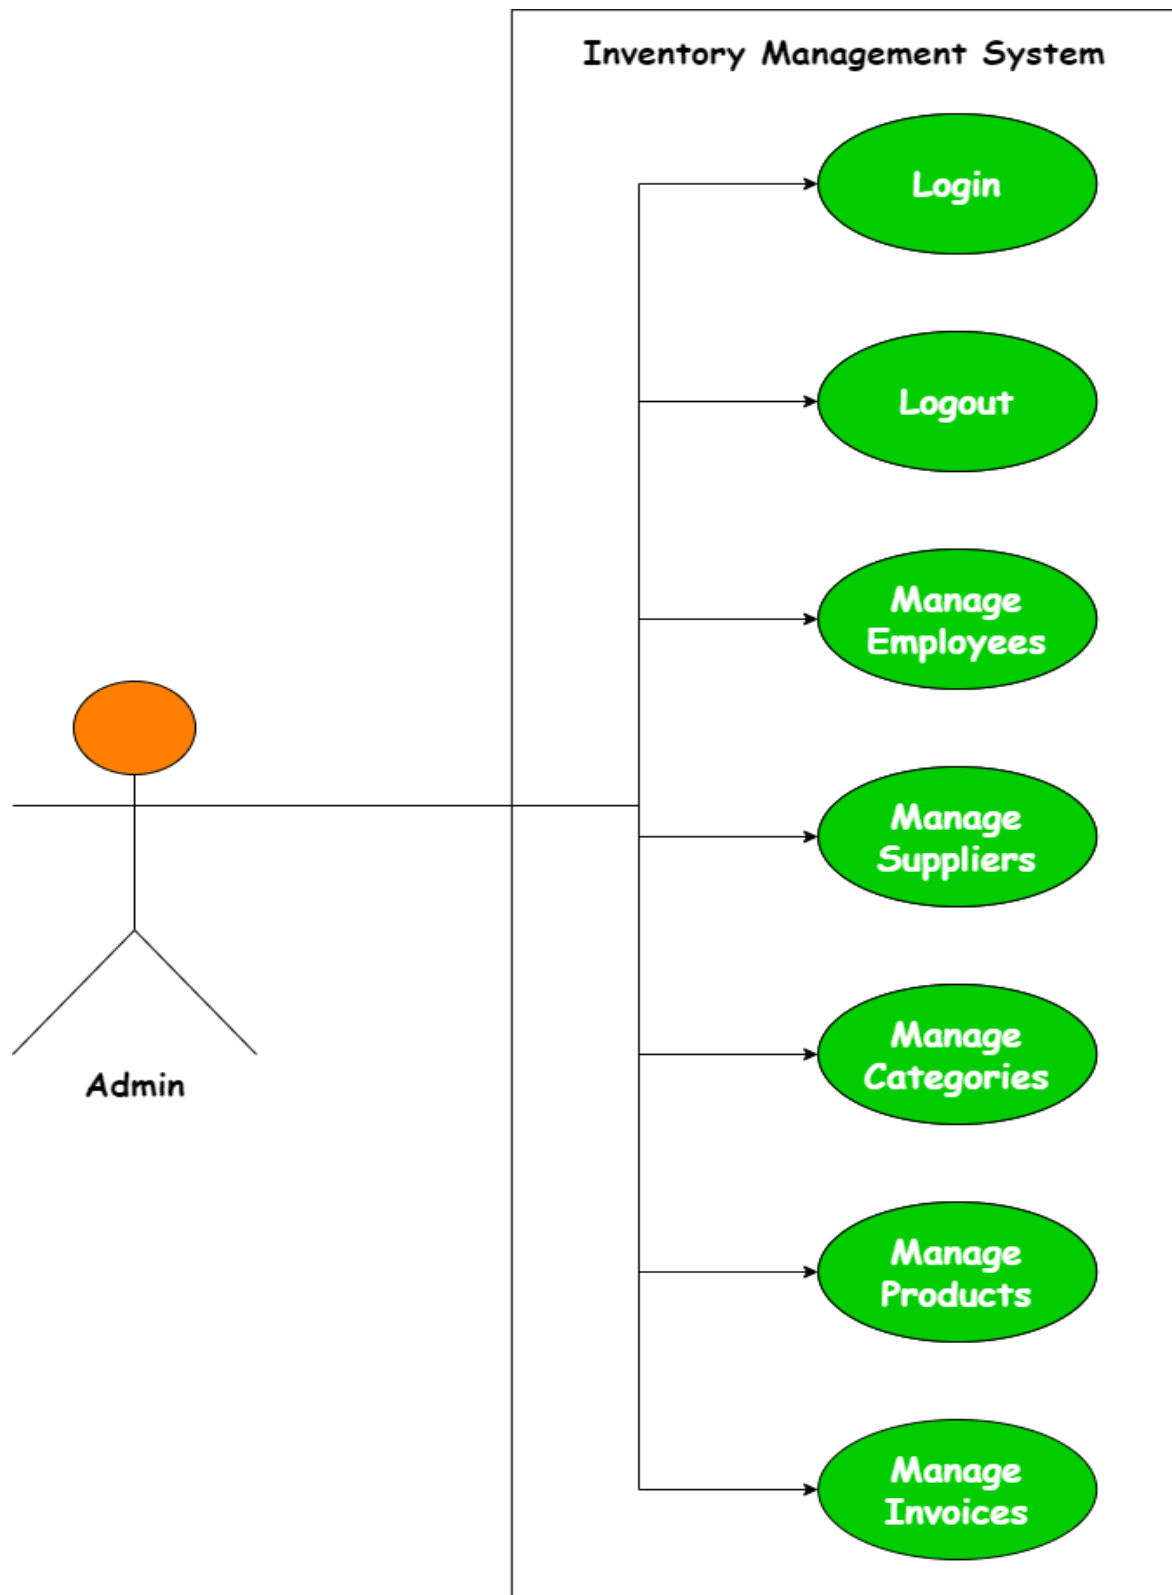 Inventory Management System
Login
Logout
Manage
Employees
Manage
Suppliers
Manage
Categories
Admin
Manage
Products
Manage
Invoices